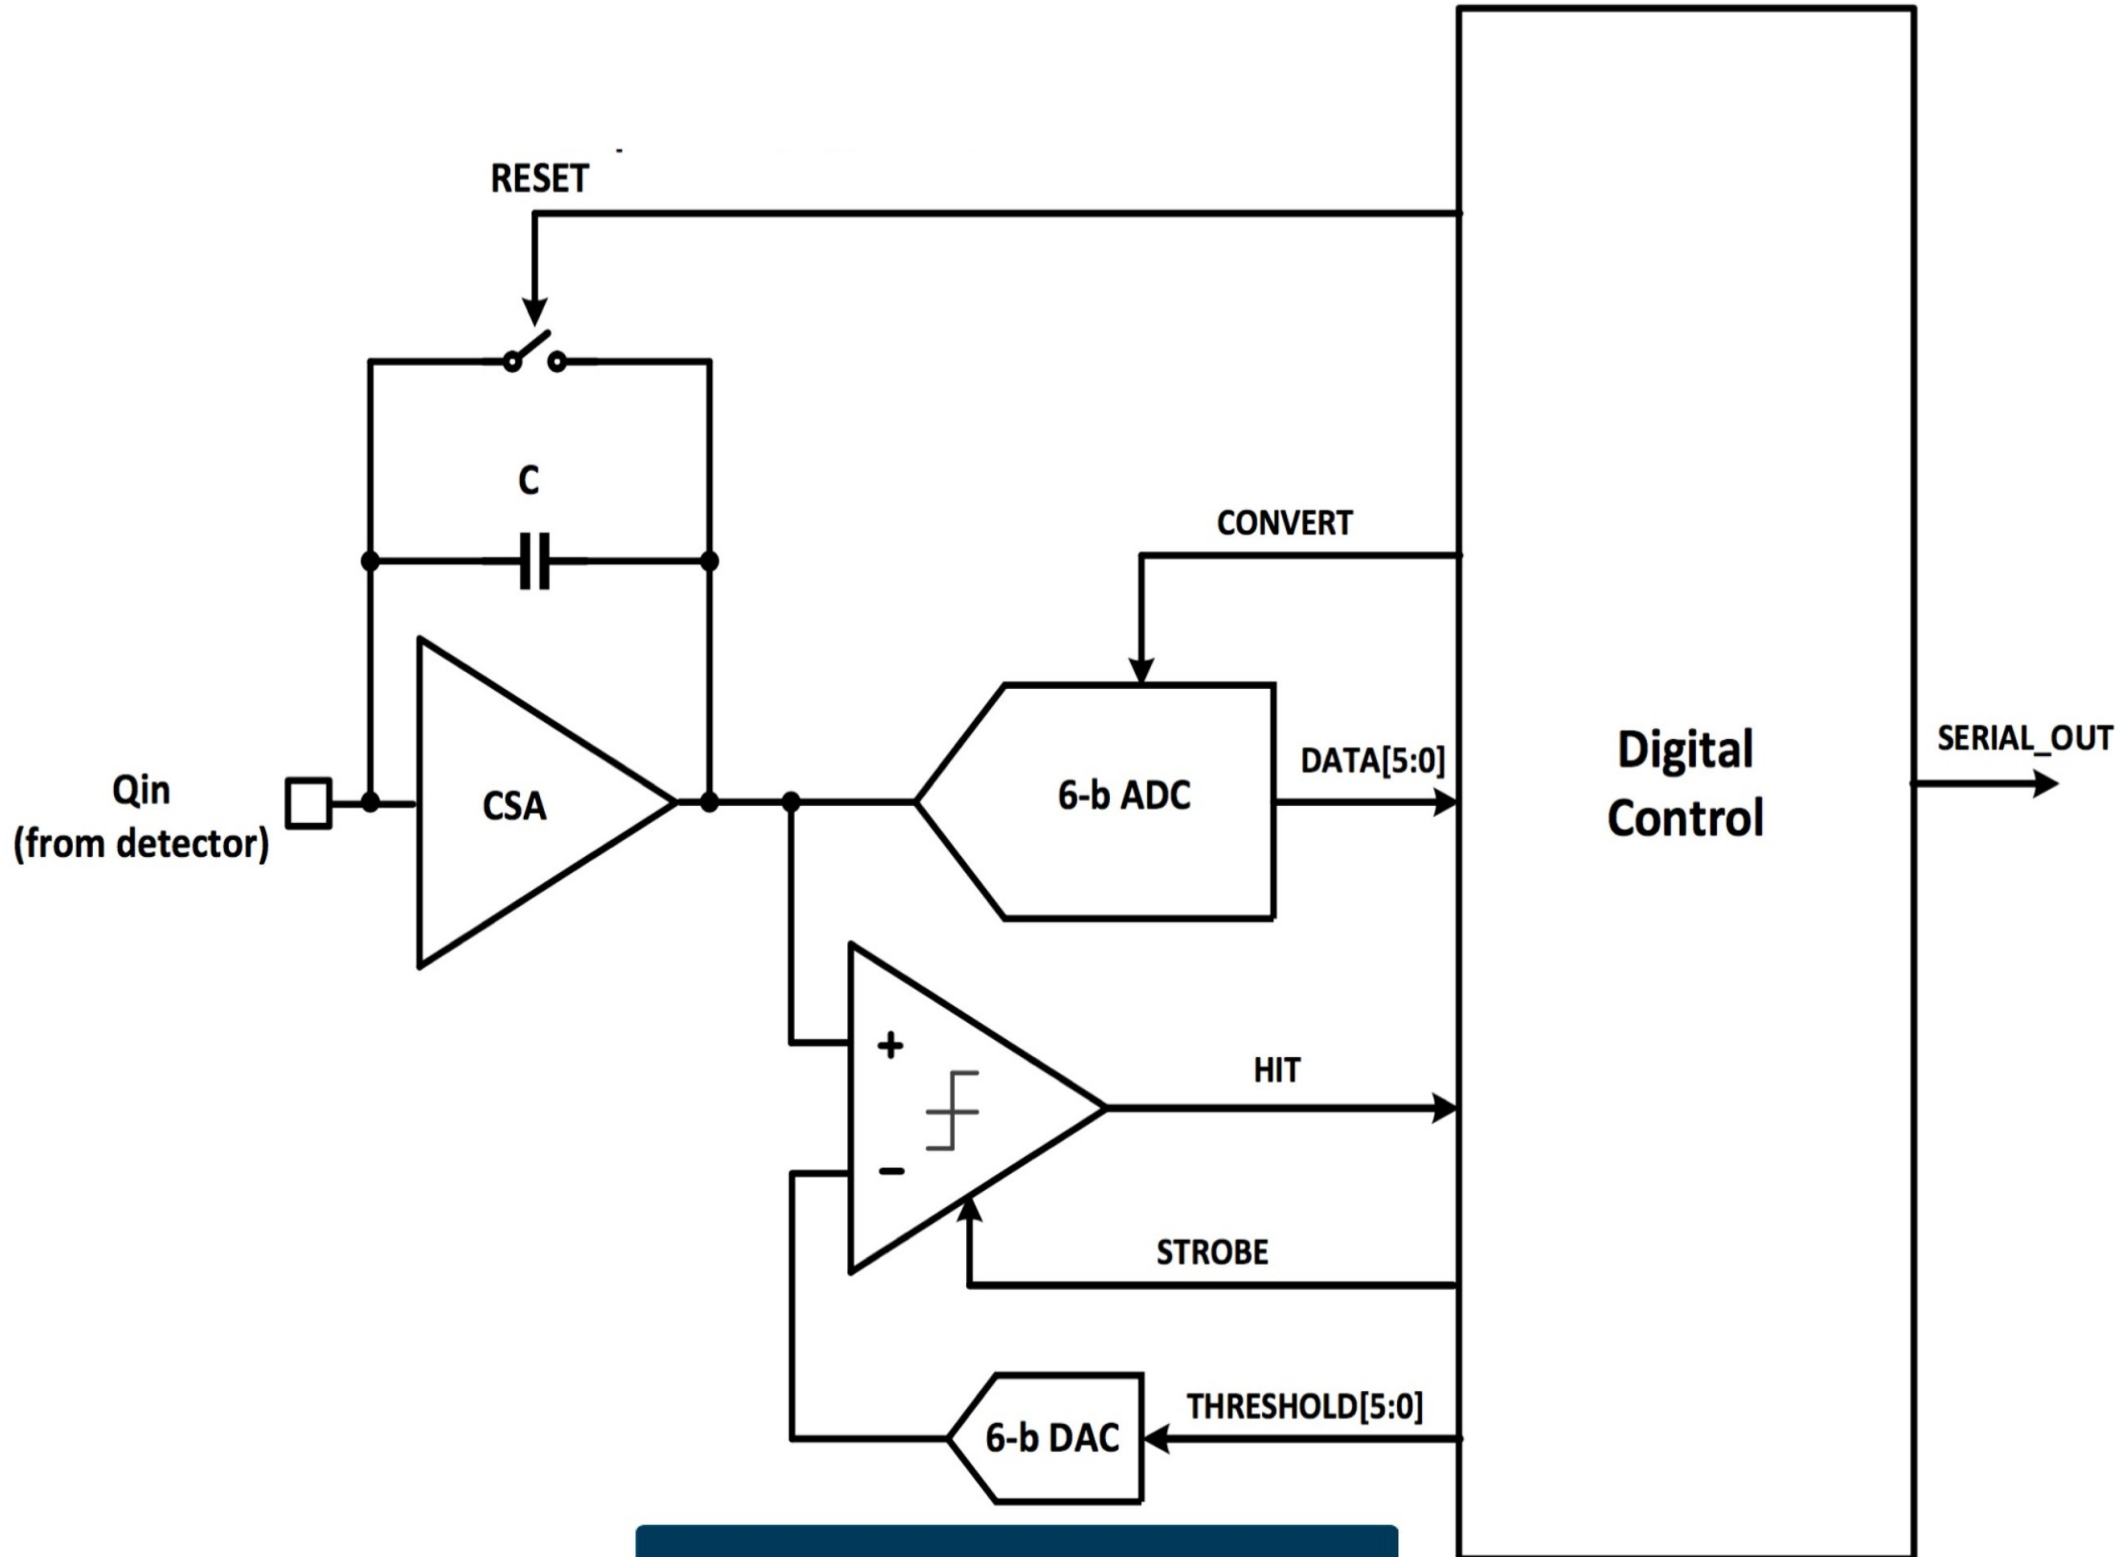 RESET
C
CONVERT
Qin
(from detector)
CSA
6-b ADC
DATA[5:0]
Digital
Control
SERIAL_OUT
+
HIT
−
STROBE
6-b DAC
THRESHOLD[5:0]